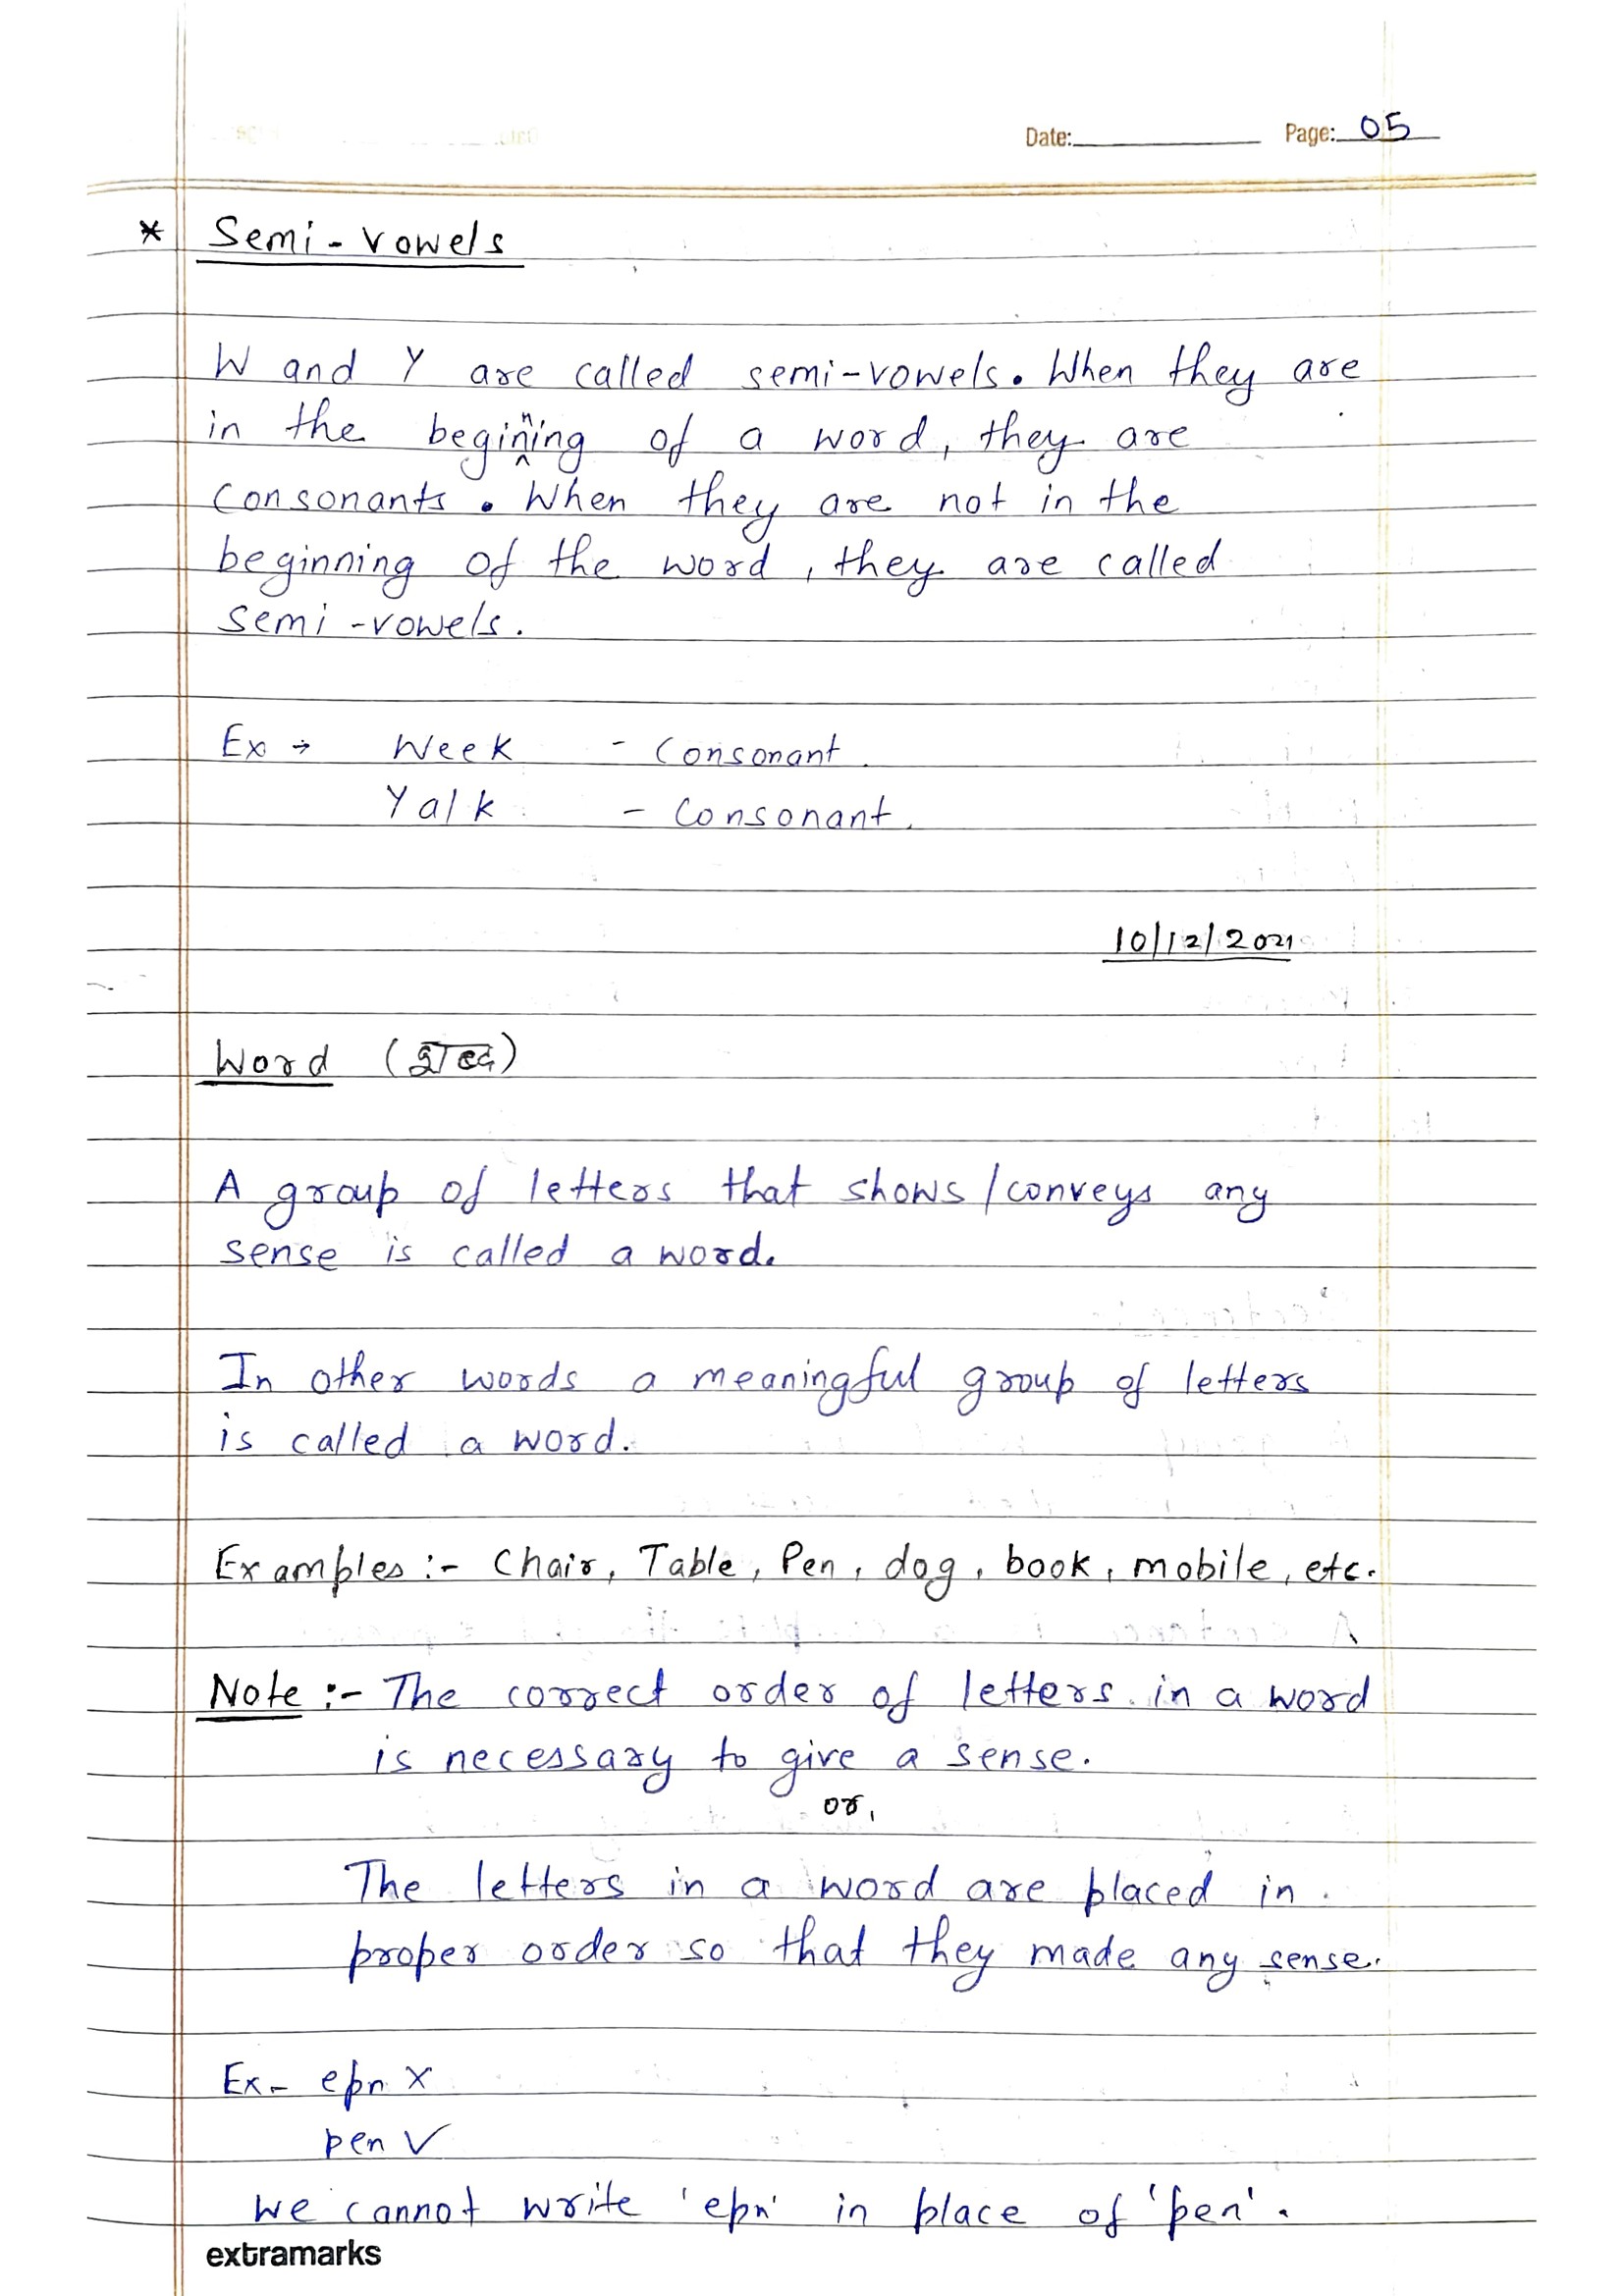 Date: Page: 05
* Semi-vowels
W and Y are called semi-vowels. When they are
in the beginning of a word, they are
consonants. When they are not in the
beginning of the word, they are called
semi-vowels.
Ex → Week - Consonant
Yalk - Consonant.
10/12/2021
Word (शब्द)
A group of letters that shows/conveys any
sense is called a word.
In other words a meaningful group of letters
is called a word.
Examples:- Chair, Table, Pen, dog, book, mobile, etc.
Note :- The correct order of letters in a word
is necessary to give a sense.
or,
The letters in a word are placed in
proper order so that they made any sense.
Ex- epn ×
pen ✓
We cannot write 'epn' in place of 'pen'.
extramarks